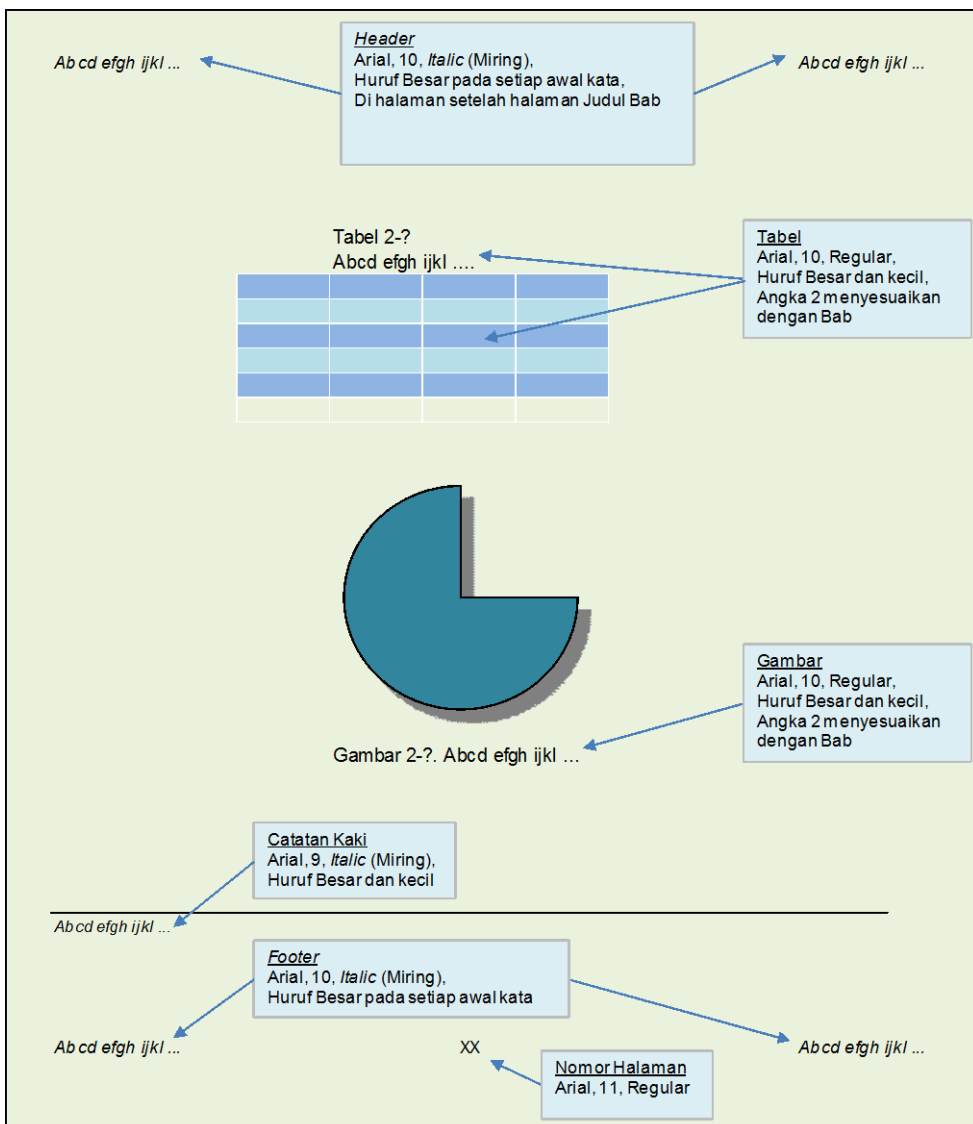 Header
Abcd efgh ijkl ...
Arial, 10, Italic (Miring),
Abcd efgh ijkl ...
Huruf Besar pada setiap awal kata,
Di halaman setelah halaman Judul Bab
Tabel 2-?
Abcd efgh ijkl ....
Tabel
Arial, 10, Regular,
Huruf Besar dan kecil,
Angka 2 menyesuaikan
dengan Bab
Gambar
Arial, 10, Regular,
Huruf Besar dan kecil,
Angka 2 menyesuaikan
dengan Bab
Gambar 2-?. Abcd efgh ijkl ...
Catatan Kaki
Arial, 9, Italic (Miring),
Huruf Besar dan kecil
Abcd efgh ijkl ...
Footer
Arial, 10, Italic (Miring),
Huruf Besar pada setiap awal kata
Abcd efgh ijkl ...
XX
Abcd efgh ijkl ...
Nomor Halaman
Arial, 11, Regular